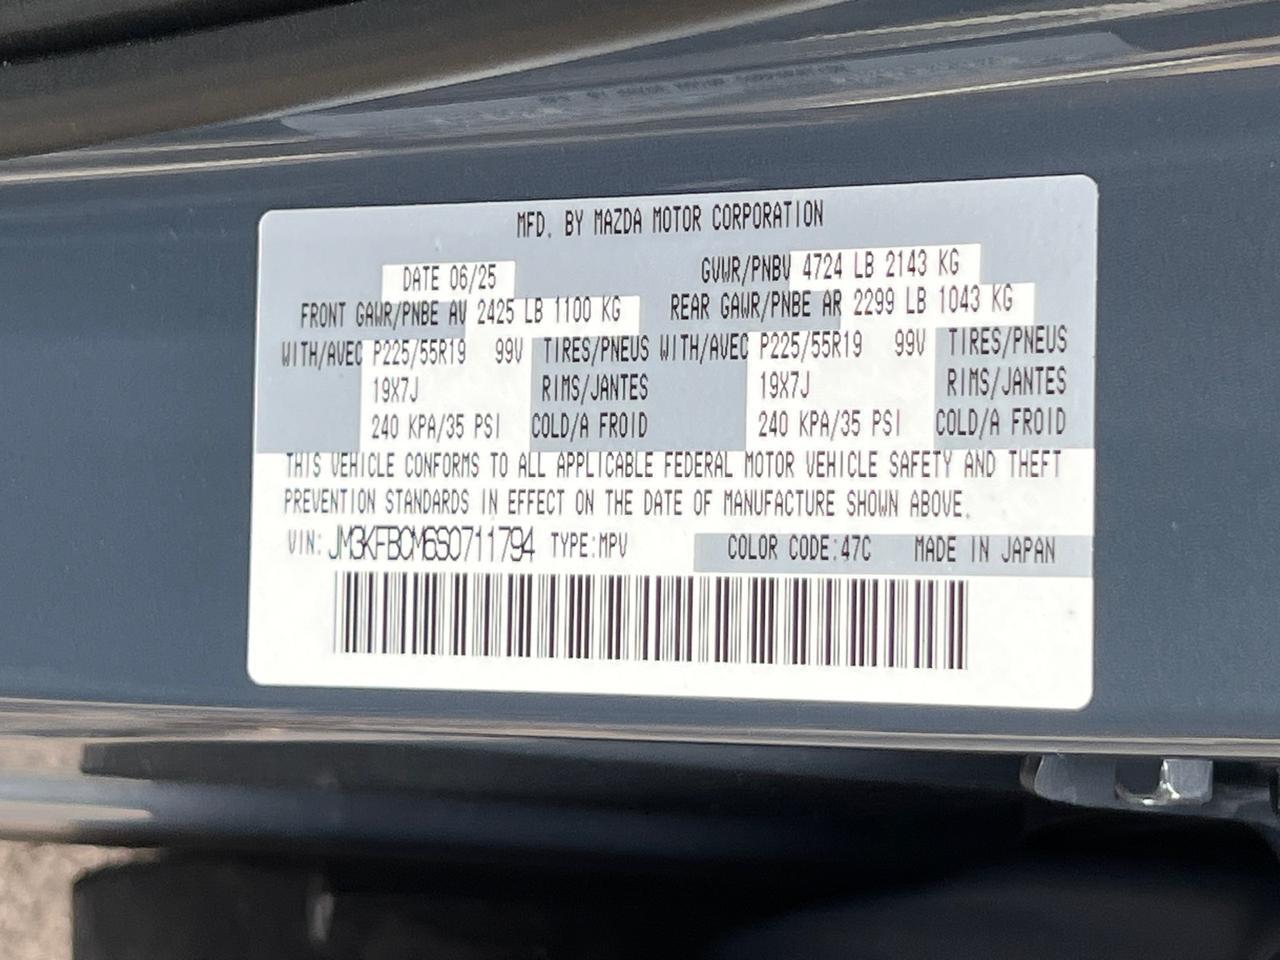 MFD. BY MAZDA MOTOR CORPORATION
DATE 06/25 GVWR/PNBV 4724 LB 2143 KG
FRONT GAWR/PNBE AV 2425 LB 1100 KG REAR GAWR/PNBE AR 2299 LB 1043 KG
WITH/AVEC P225/55R19 99V TIRES/PNEUS WITH/AVEC P225/55R19 99V TIRES/PNEUS
19X7J RIMS/JANTES 19X7J RIMS/JANTES
240 KPA/35 PSI COLD/A FROID 240 KPA/35 PSI COLD/A FROID
THIS VEHICLE CONFORMS TO ALL APPLICABLE FEDERAL MOTOR VEHICLE SAFETY AND THEFT
PREVENTION STANDARDS IN EFFECT ON THE DATE OF MANUFACTURE SHOWN ABOVE.
VIN: JM3KFBCM6S0711794 TYPE:MPV COLOR CODE:47C MADE IN JAPAN